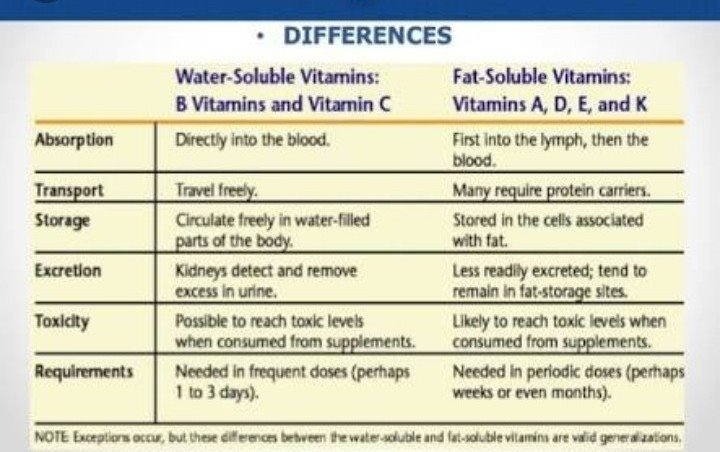 • DIFFERENCES
Water-Soluble Vitamins:
B Vitamins and Vitamin C
Fat-Soluble Vitamins:
Vitamins A, D, E, and K
Absorption
Directly into the blood.
First into the lymph, then the
blood.
Transport
Travel freely.
Many require protein carriers.
Storage
Circulate freely in water-filled
parts of the body.
Stored in the cells associated
with fat.
Excretion
Kidneys detect and remove
excess in urine.
Less readily excreted; tend to
remain in fat-storage sites.
Toxicity
Possible to reach toxic levels
when consumed from supplements.
Likely to reach toxic levels when
consumed from supplements.
Requirements
Needed in frequent doses (perhaps
1 to 3 days).
Needed in periodic doses (perhaps
weeks or even months).
NOTE: Exceptions occur, but these differences between the water-soluble and fat-soluble vitamins are valid generalizations.